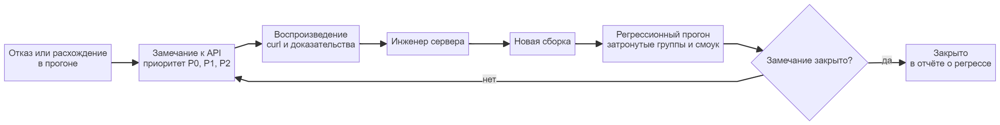 Отказ или расхождение
в прогоне
Замечание к API
приоритет P0, P1, P2
Воспроизведение
curl и доказательства
Инженер сервера
Новая сборка
Регрессионный прогон
затронутые группы и смоук
Замечание закрыто?
да
Закрыто
в отчёте о регрессе
нет